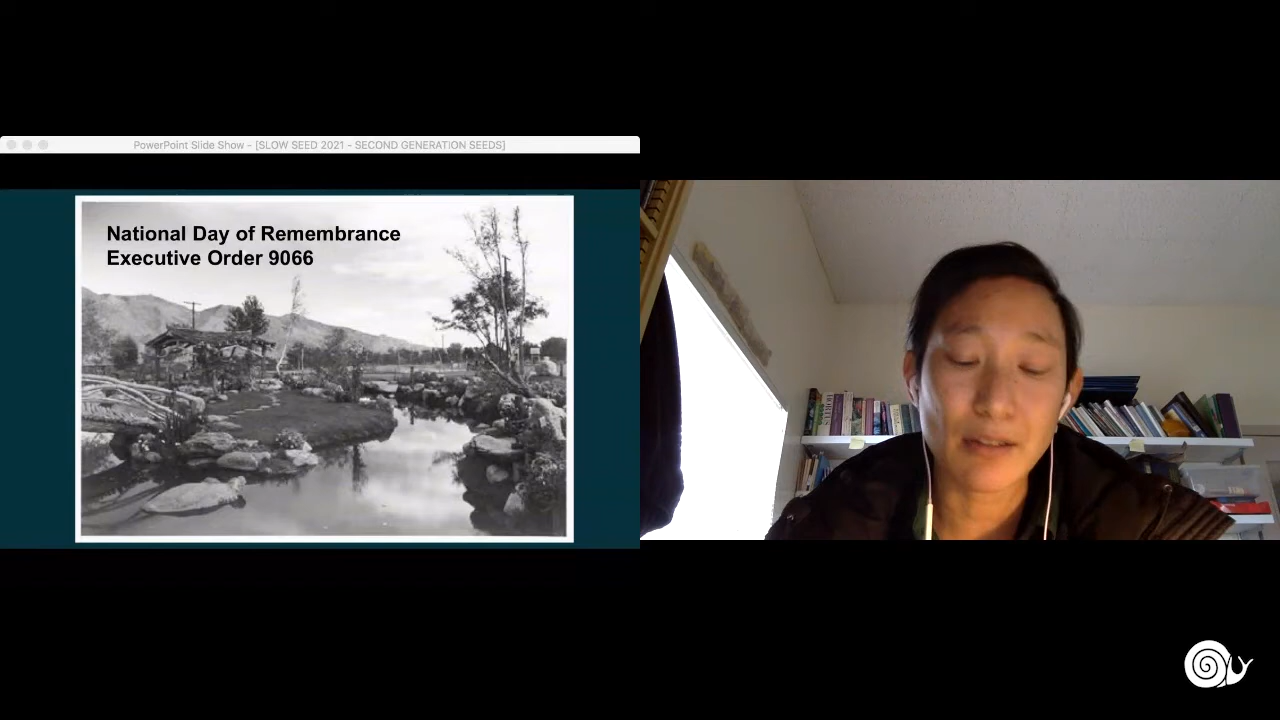 PowerPoint Slide Show - [SLOW SEED 2021 - SECOND GENERATION SEEDS]
National Day of Remembrance
Executive Order 9066